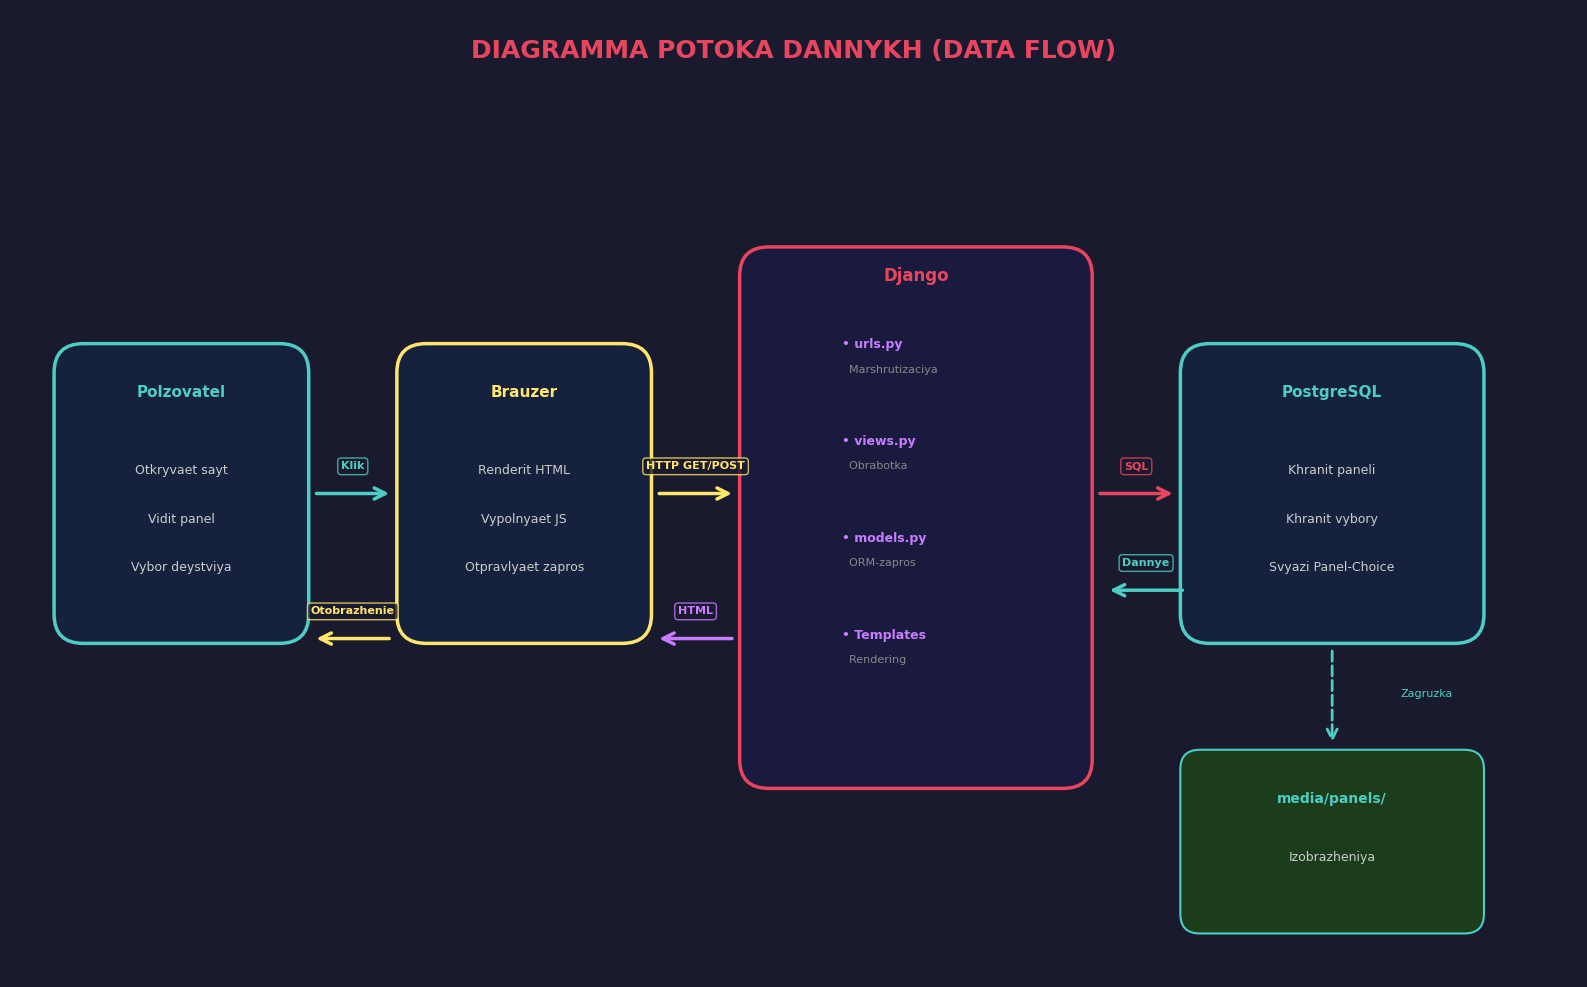 DIAGRAMMA POTOKA DANNYKH (DATA FLOW)
Polzovatel
Otkryvaet sayt
Vidit panel
Vybor deystviya
Klik
Otobrazhenie
Brauzer
Renderit HTML
Vypolnyaet JS
Otpravlyaet zapros
HTTP GET/POST
HTML
Django
• urls.py
Marshrutizaciya
• views.py
Obrabotka
• models.py
ORM-zapros
• Templates
Rendering
SQL
Dannye
PostgreSQL
Khranit paneli
Khranit vybory
Svyazi Panel-Choice
Zagruzka
media/panels/
Izobrazheniya